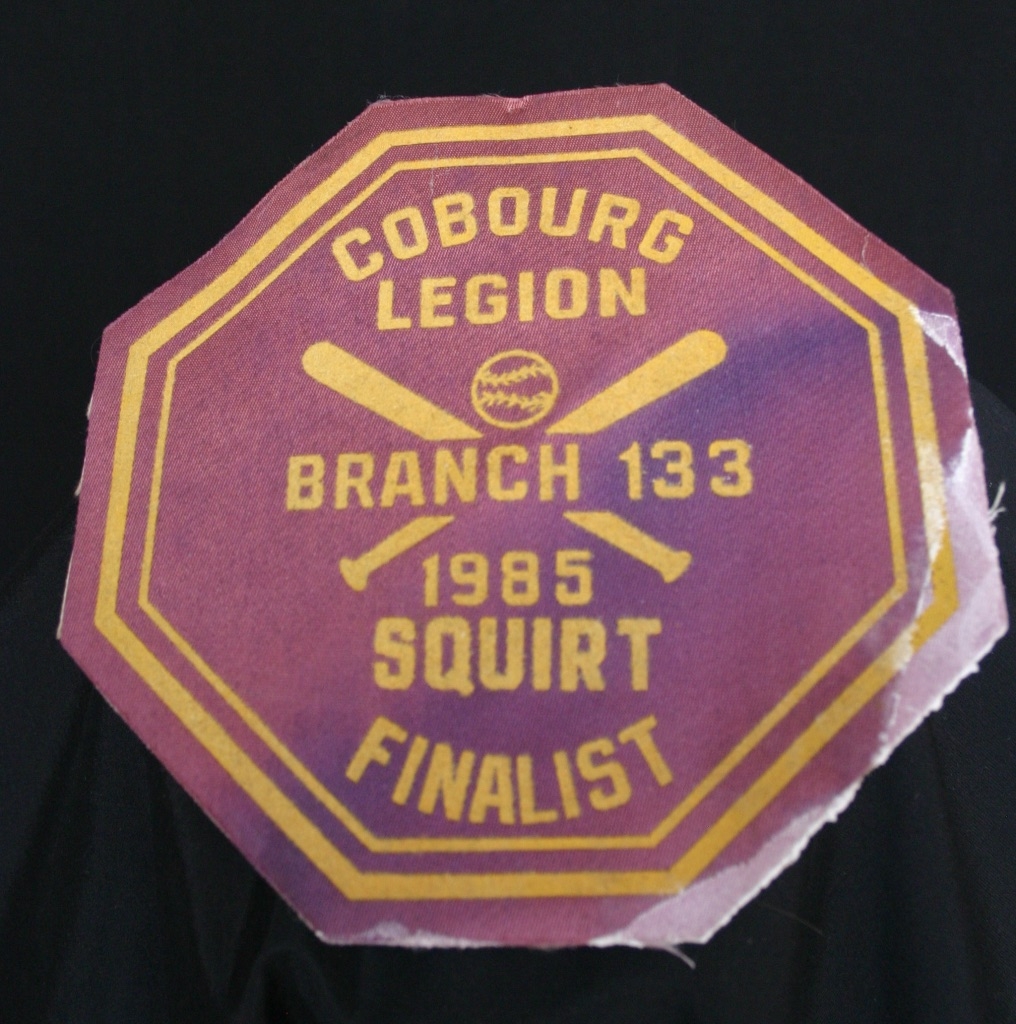 COBOURG
LEGION
BRANCH 133
1985
SQUIRT
FINALIST